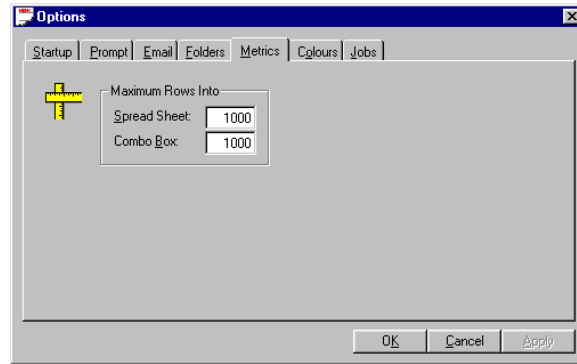 Options
Startup Prompt Email Folders Metrics Colours Jobs
Maximum Rows Into
Spread Sheet: 1000
Combo Box: 1000
OK Cancel Apply